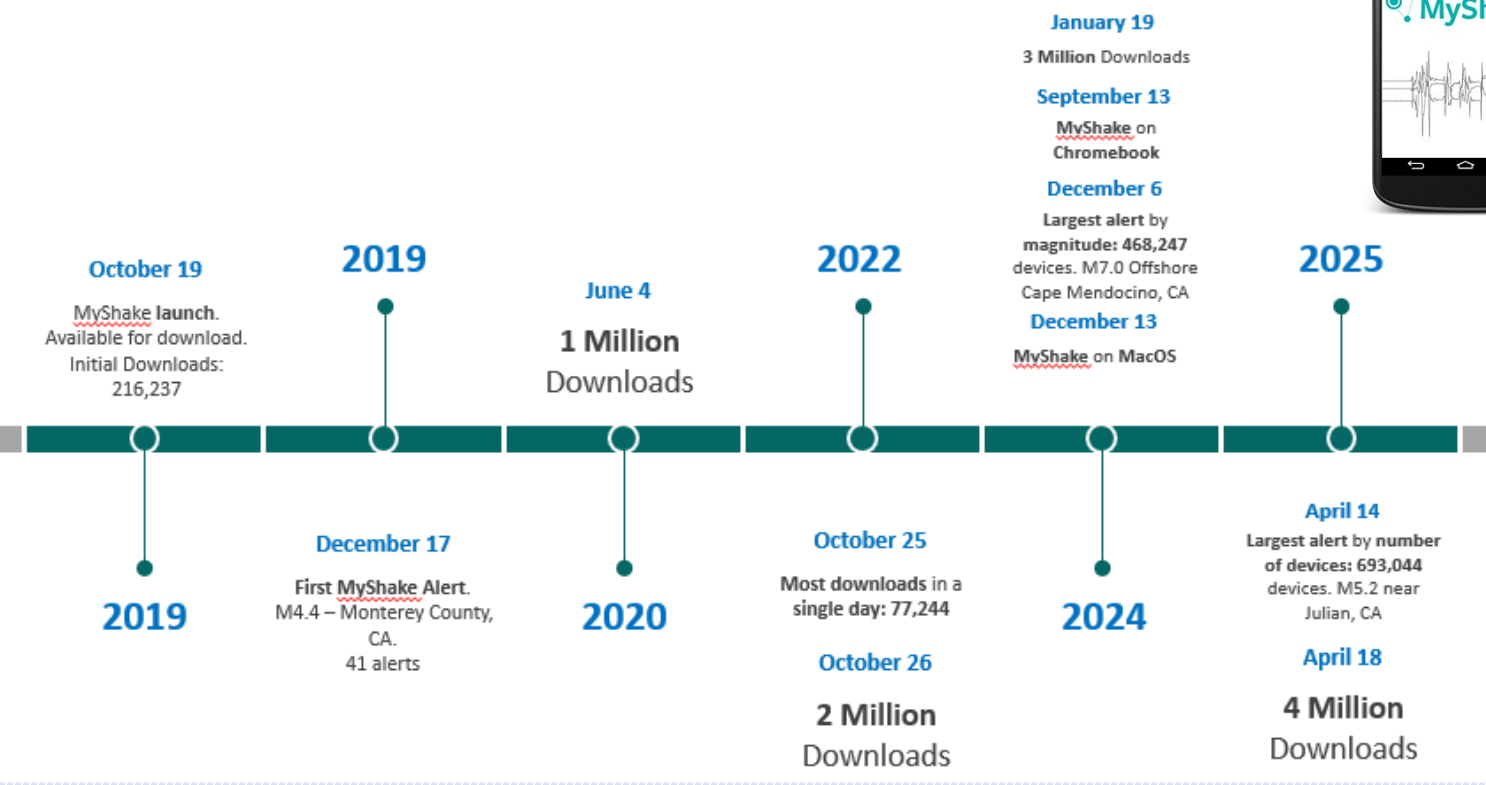 October 19
MyShake launch.
Available for download.
Initial Downloads:
216,237
2019
2019
December 17
First MyShake Alert.
M4.4 – Monterey County,
CA.
41 alerts
June 4
1 Million
Downloads
2020
2022
October 25
Most downloads in a
single day: 77,244
October 26
2 Million
Downloads
January 19
3 Million Downloads
September 13
MyShake on
Chromebook
December 6
Largest alert by
magnitude: 468,247
devices. M7.0 Offshore
Cape Mendocino, CA
December 13
MyShake on MacOS
2024
2025
April 14
Largest alert by number
of devices: 693,044
devices. M5.2 near
Julian, CA
April 18
4 Million
Downloads
MySh